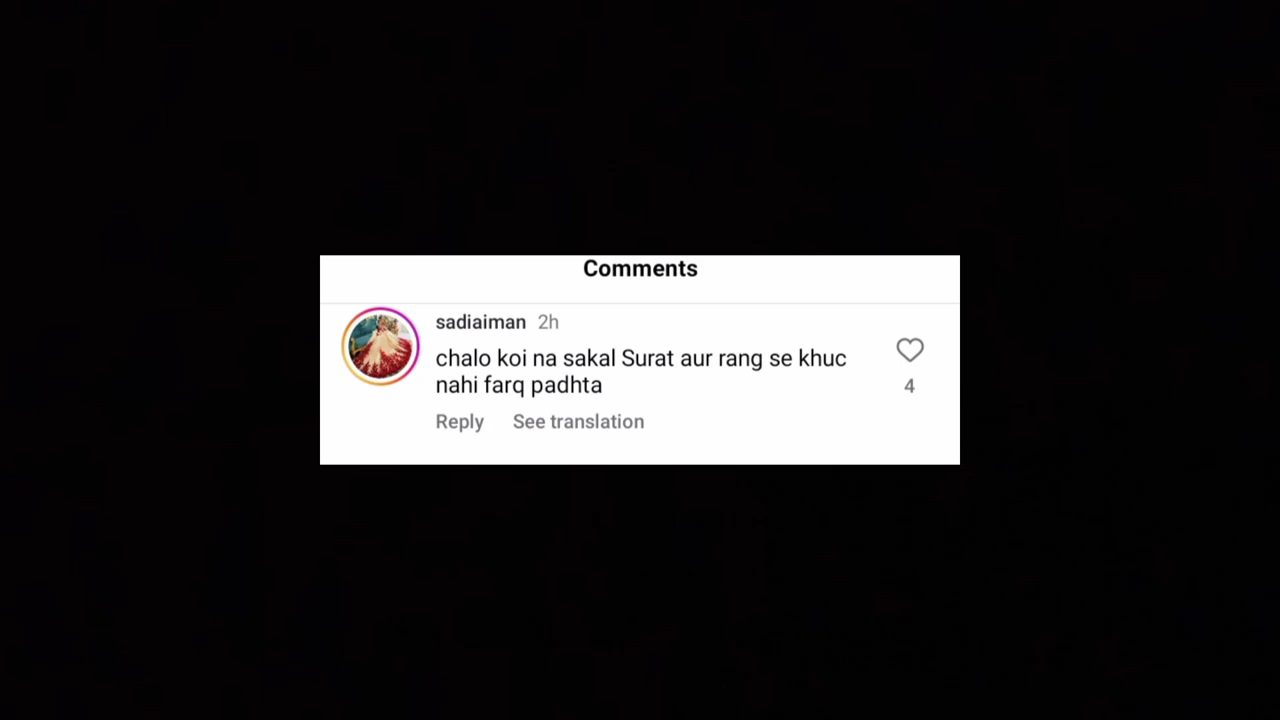 Comments
sadiaiman 2h
chalo koi na sakal Surat aur rang se khuc
nahi farq padhta
4
Reply See translation